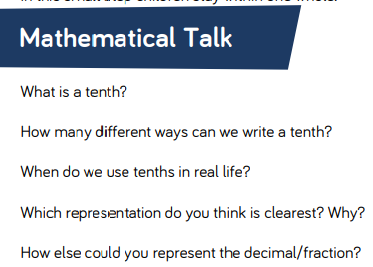 Mathematical Talk
What is a tenth?
How many different ways can we write a tenth?
When do we use tenths in real life?
Which representation do you think is clearest? Why?
How else could you represent the decimal/fraction?